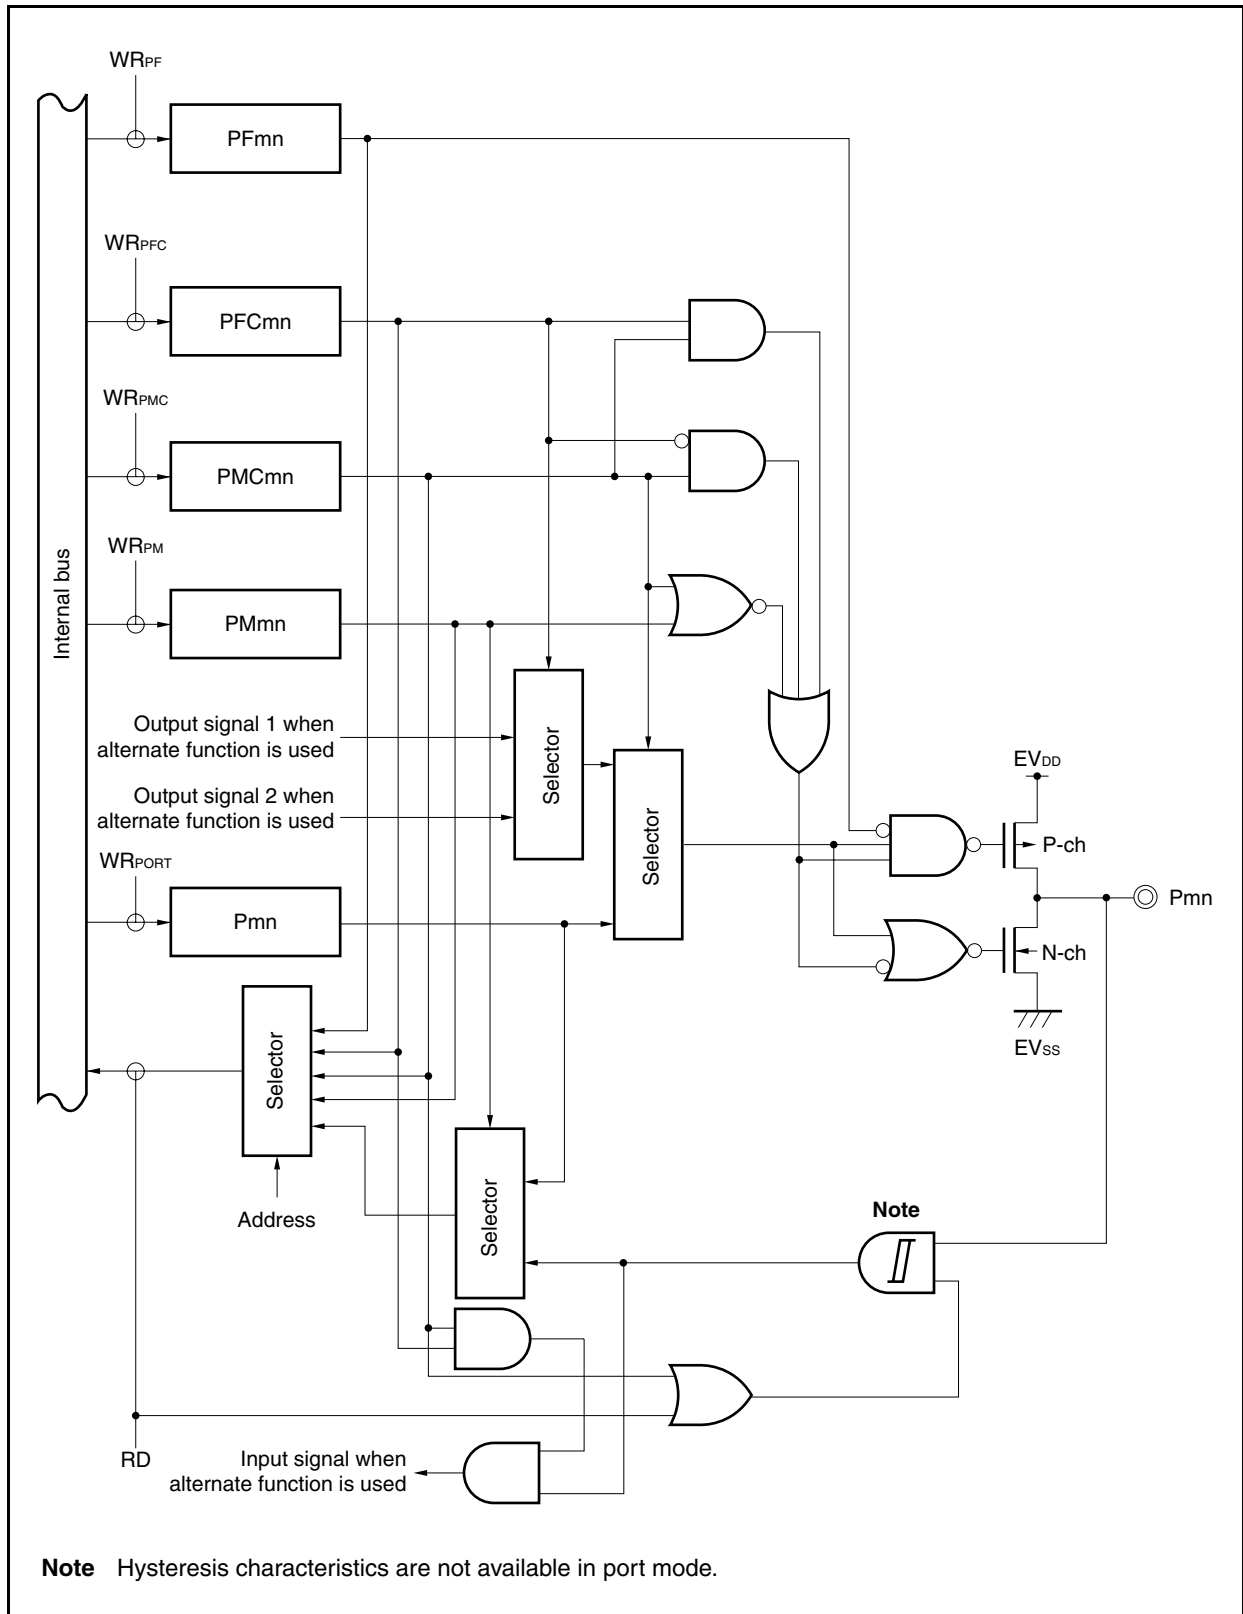 WRPF
PFmn
WRPFC
PFCmn
WRPMC
PMCmn
WRPM
PMmn
Internal bus
Output signal 1 when
alternate function is used
Output signal 2 when
alternate function is used
Selector
Selector
EVDD
P-ch
WRPORT
Pmn
Pmn
N-ch
EVSS
Selector
Address
Selector
Note
RD
Input signal when
alternate function is used
Note Hysteresis characteristics are not available in port mode.